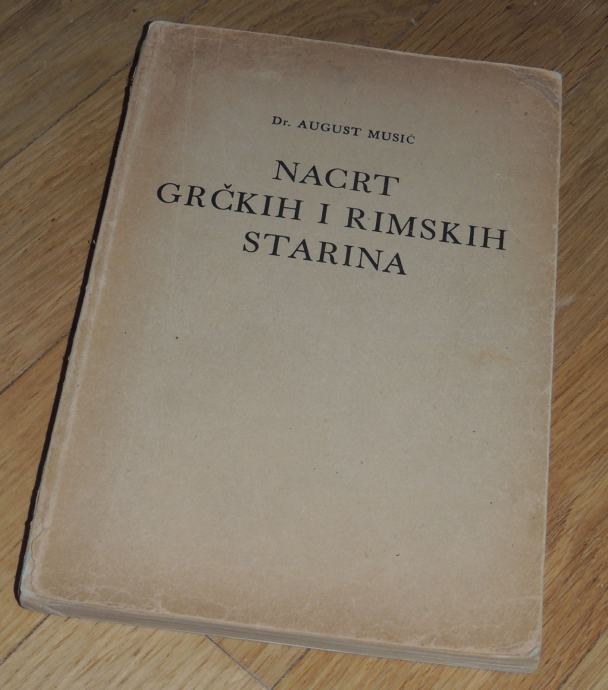 Dr. AUGUST MUSIĆ
NACRT
GRČKIH I RIMSKIH
STARINA